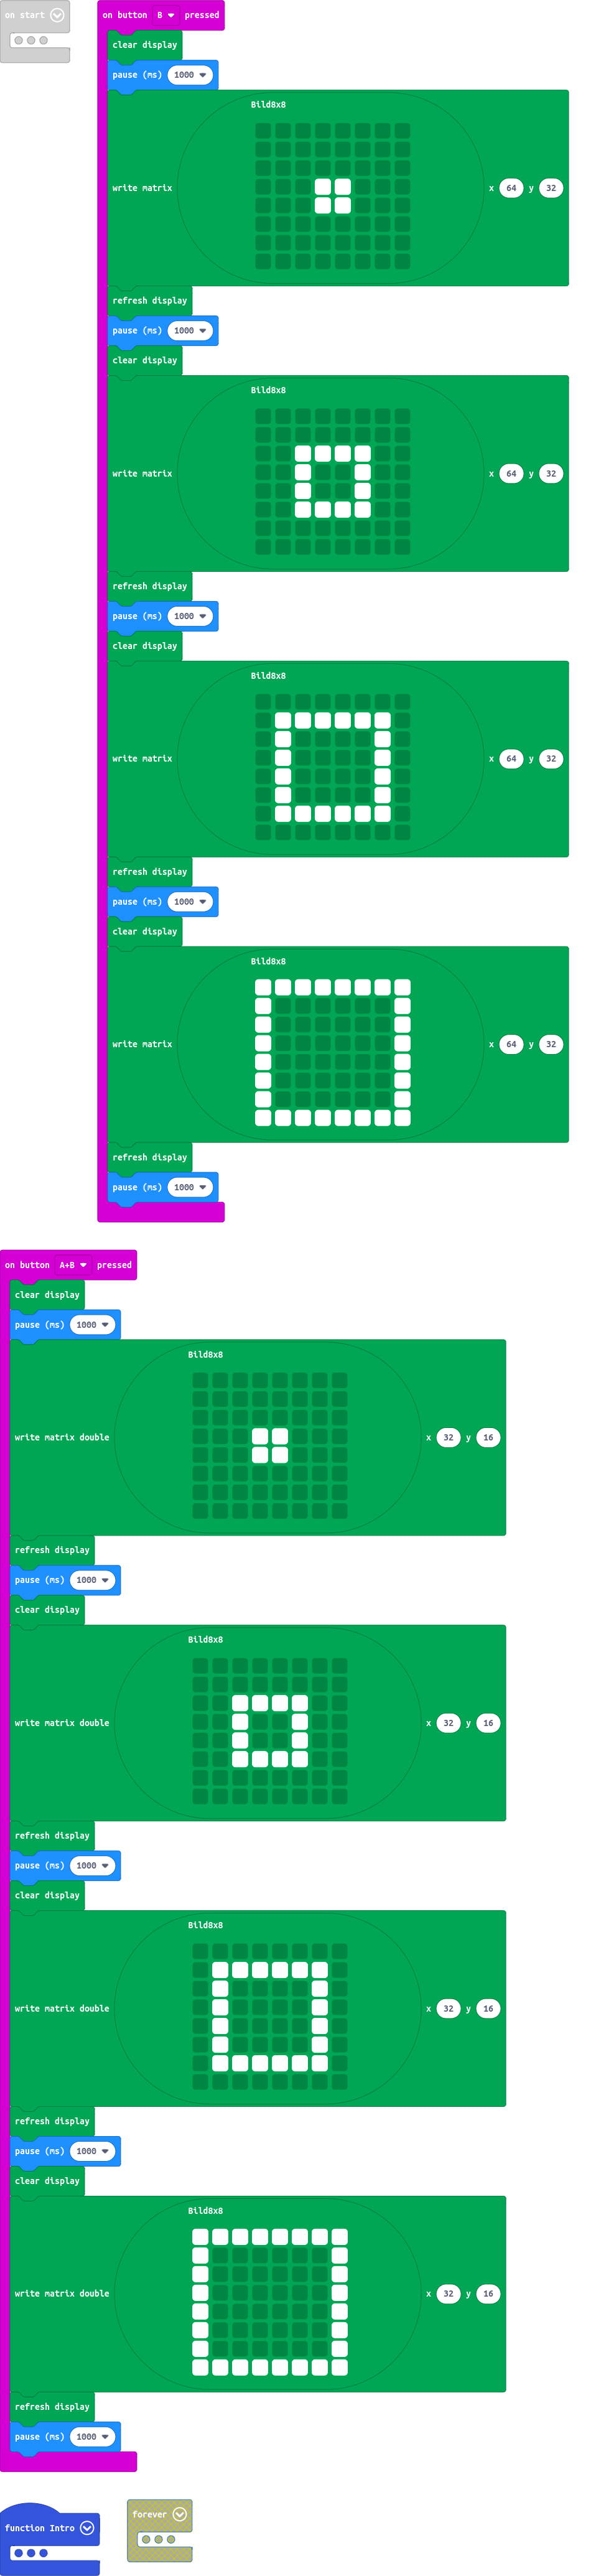 on start
on button B pressed
clear display
pause (ms) 1000
Bild8x8
write matrix x 64 y 32
refresh display
pause (ms) 1000
clear display
Bild8x8
write matrix x 64 y 32
refresh display
pause (ms) 1000
clear display
Bild8x8
write matrix x 64 y 32
refresh display
pause (ms) 1000
clear display
Bild8x8
write matrix x 64 y 32
refresh display
pause (ms) 1000
on button A+B pressed
clear display
pause (ms) 1000
Bild8x8
write matrix double x 32 y 16
refresh display
pause (ms) 1000
clear display
Bild8x8
write matrix double x 32 y 16
refresh display
pause (ms) 1000
clear display
Bild8x8
write matrix double x 32 y 16
refresh display
pause (ms) 1000
clear display
Bild8x8
write matrix double x 32 y 16
refresh display
pause (ms) 1000
function Intro
forever